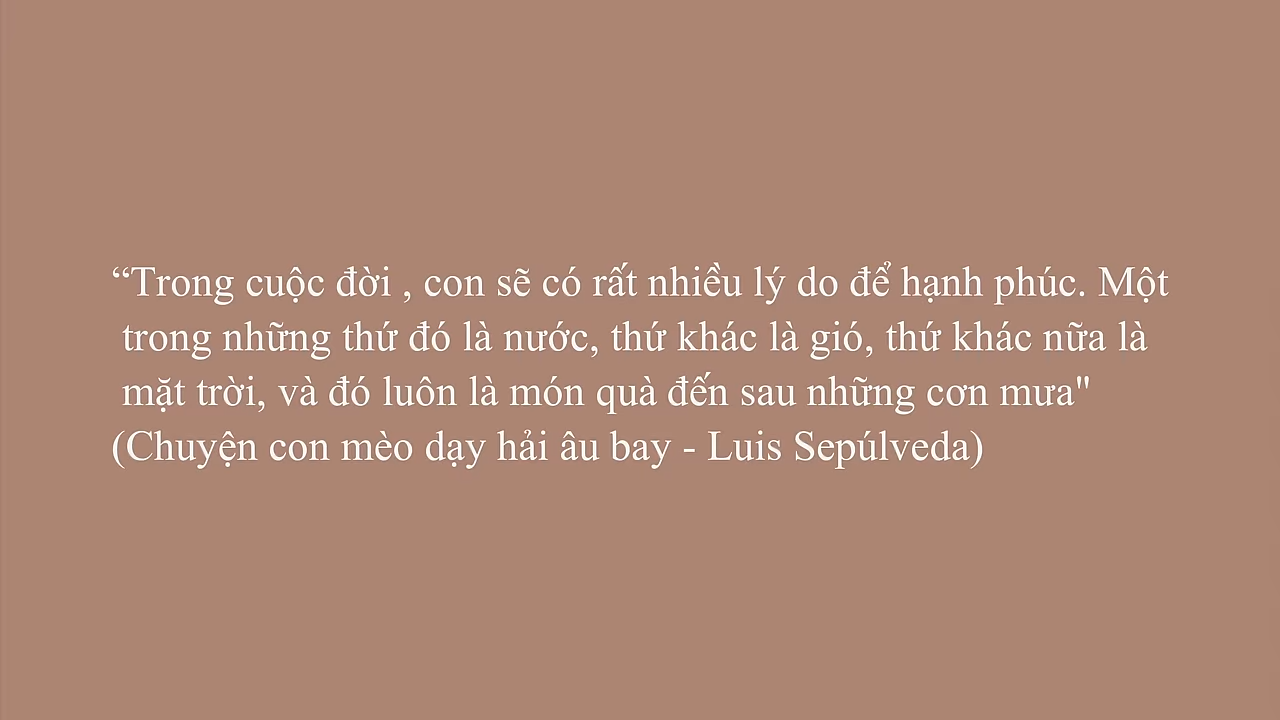 “Trong cuộc đời , con sẽ có rất nhiều lý do để hạnh phúc. Một
trong những thứ đó là nước, thứ khác là gió, thứ khác nữa là
mặt trời, và đó luôn là món quà đến sau những cơn mưa"
(Chuyện con mèo dạy hải âu bay - Luis Sepúlveda)